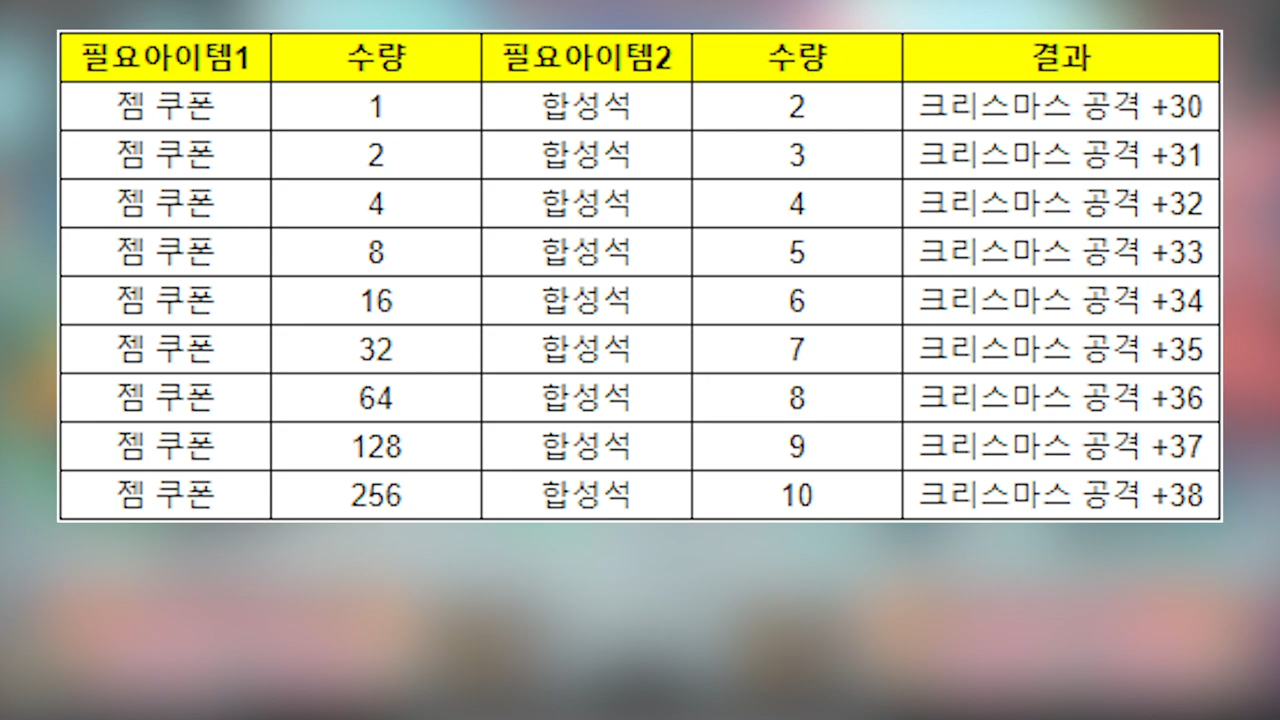 필요아이템1 수량 필요아이템2 수량 결과
젬 쿠폰 1 합성석 2 크리스마스 공격 +30
젬 쿠폰 2 합성석 3 크리스마스 공격 +31
젬 쿠폰 4 합성석 4 크리스마스 공격 +32
젬 쿠폰 8 합성석 5 크리스마스 공격 +33
젬 쿠폰 16 합성석 6 크리스마스 공격 +34
젬 쿠폰 32 합성석 7 크리스마스 공격 +35
젬 쿠폰 64 합성석 8 크리스마스 공격 +36
젬 쿠폰 128 합성석 9 크리스마스 공격 +37
젬 쿠폰 256 합성석 10 크리스마스 공격 +38